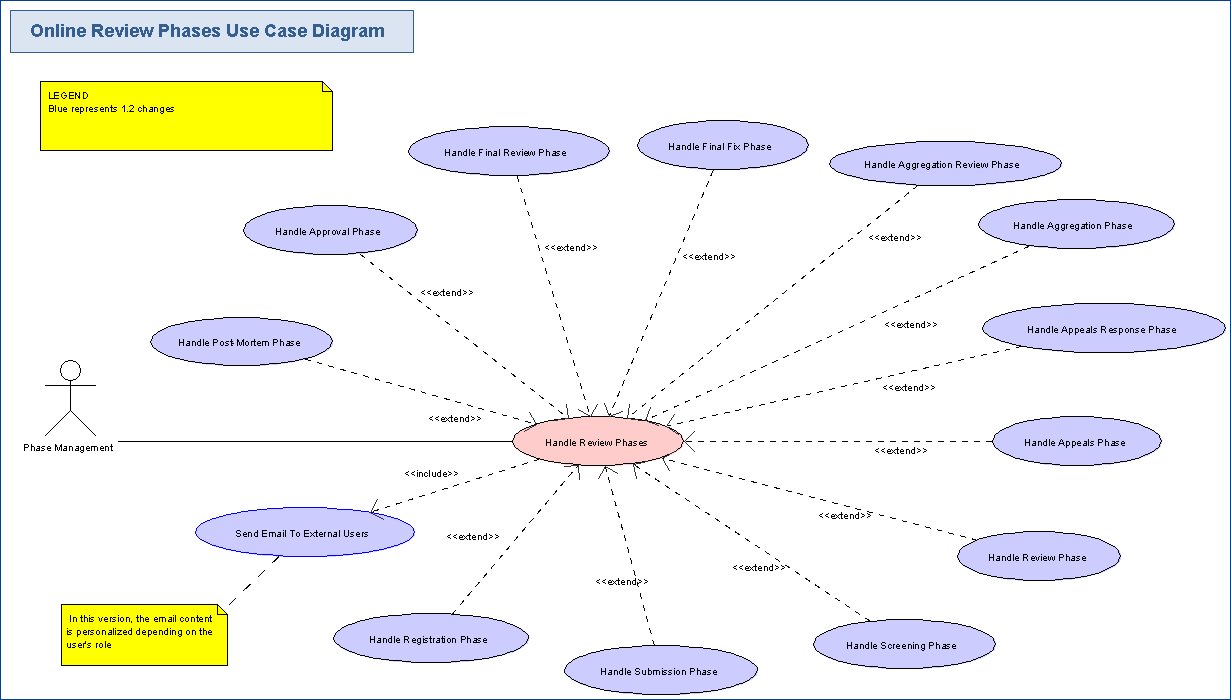 Online Review Phases Use Case Diagram
LEGEND
Blue represents 1.2 changes
Handle Final Review Phase
Handle Final Fix Phase
Handle Aggregation Review Phase
Handle Approval Phase
Handle Aggregation Phase
<<extend>>
<<extend>>
<<extend>>
<<extend>>
Handle Post-Mortem Phase
<<extend>>
Handle Appeals Response Phase
<<extend>>
<<extend>>
Phase Management
Handle Review Phases
Handle Appeals Phase
<<extend>>
<<include>>
<<extend>>
Send Email To External Users
<<extend>>
Handle Review Phase
<<extend>>
<<extend>>
In this version, the email content
is personalized depending on the
user's role
Handle Registration Phase
Handle Submission Phase
Handle Screening Phase